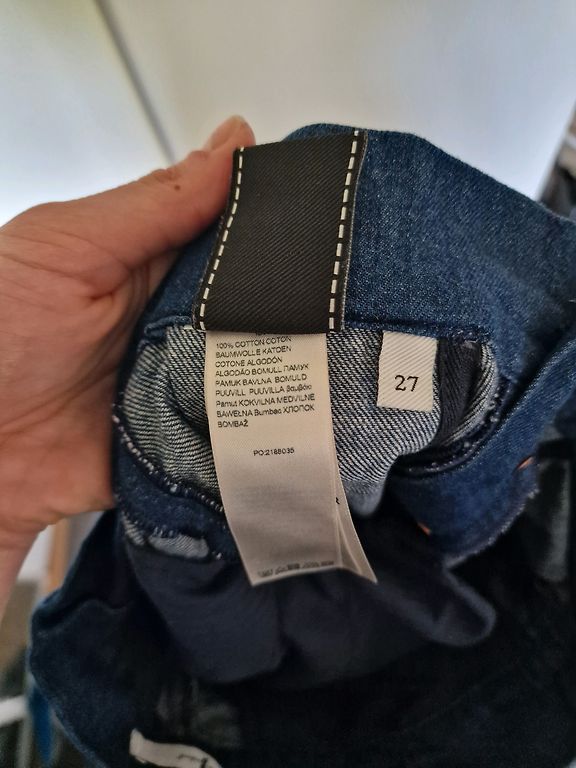 100% COTTON COTON
BAUMWOLLE KATOEN
COTONE ALGODÓN
ALGODÃO BOMULL ПАМУК
PAMUK BAVLNA BOMULD
PUUVILL PUUVILLA βαμβάκι
Pamut KOKVILNA MEDVILNE
BAWEŁNA Bumbac ХЛОПОК
BOMBAŽ
PO:2188035
27